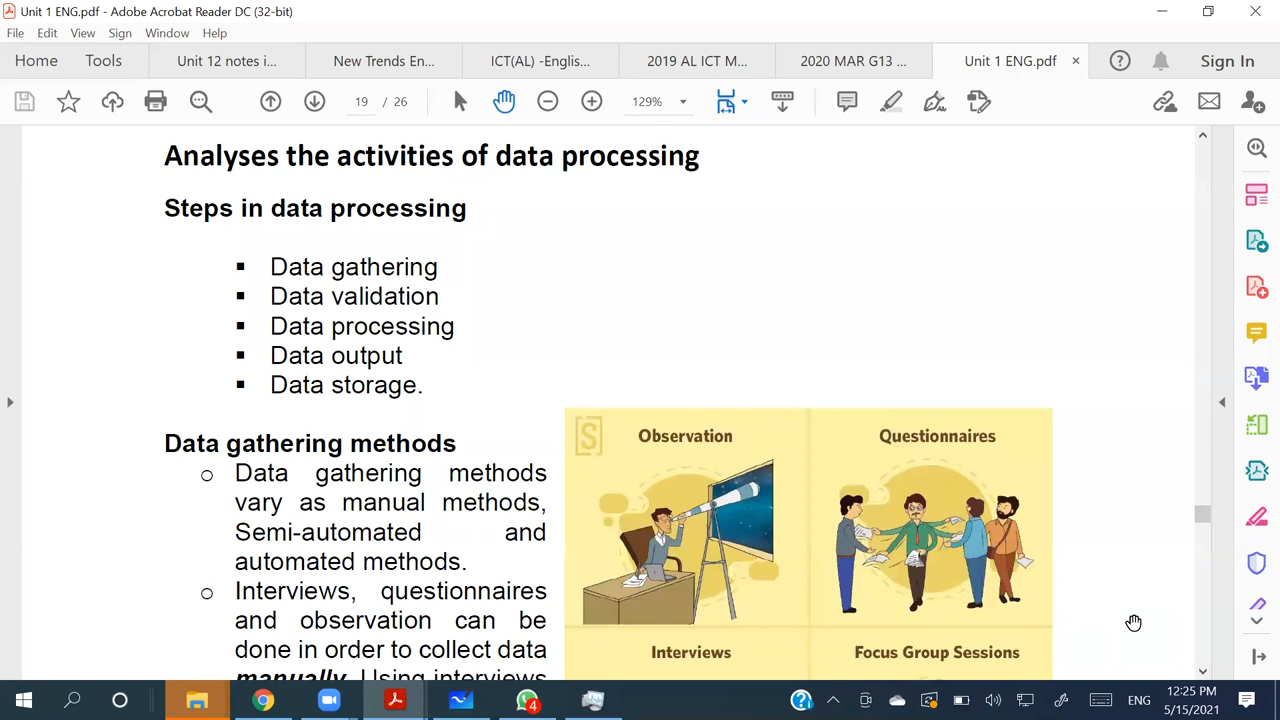 Unit 1 ENG.pdf - Adobe Acrobat Reader DC (32-bit)
File Edit View Sign Window Help
Home Tools Unit 12 notes i... New Trends En... ICT(AL) -Englis... 2019 AL ICT M... 2020 MAR G13 ... Unit 1 ENG.pdf × Sign In
19 / 26 129%
Analyses the activities of data processing
Steps in data processing
▪ Data gathering
▪ Data validation
▪ Data processing
▪ Data output
▪ Data storage.
Data gathering methods
o Data gathering methods
vary as manual methods,
Semi-automated and
automated methods.
o Interviews, questionnaires
and observation can be
done in order to collect data
manually. Using interviews
S
Observation
Questionnaires
Interviews
Focus Group Sessions
4
ENG
12:25 PM
5/15/2021